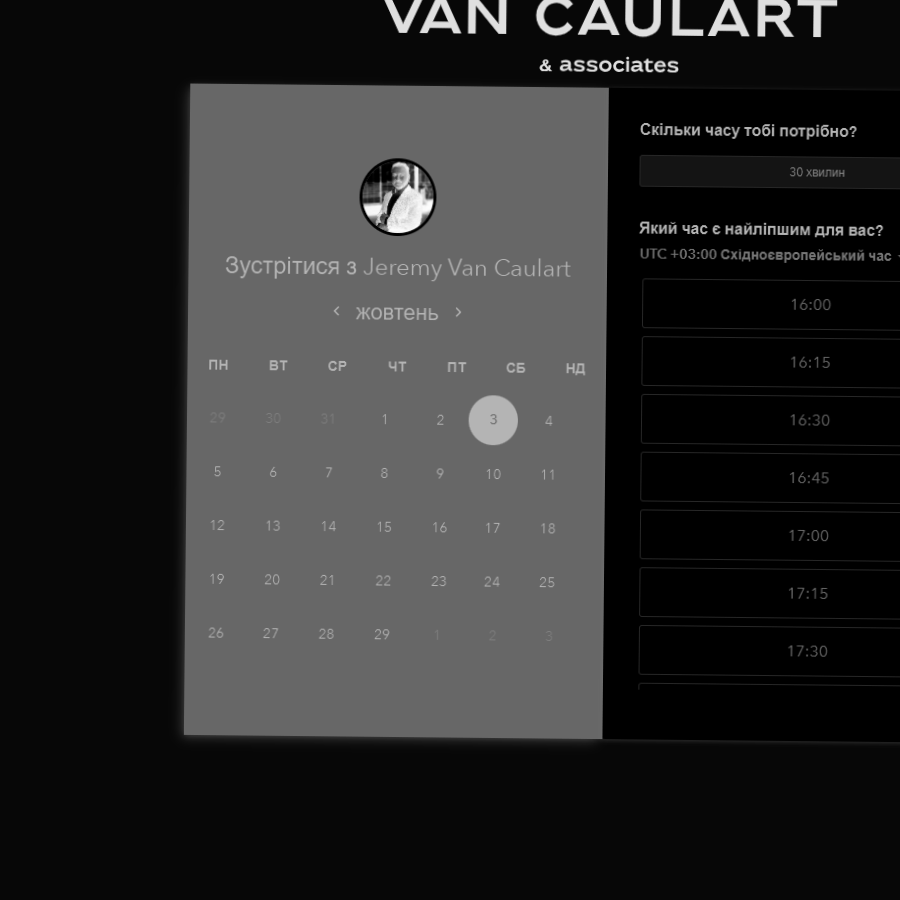 VAN CAULART
& associates
Зустрітися з Jeremy Van Caulart
‹ жовтень ›
ПН ВТ СР ЧТ ПТ СБ НД
29 30 31 1 2 3 4
5 6 7 8 9 10 11
12 13 14 15 16 17 18
19 20 21 22 23 24 25
26 27 28 29 1 2 3
Скільки часу тобі потрібно?
30 хвилин
Який час є найліпшим для вас?
UTC +03:00 Східноєвропейський час
16:00
16:15
16:30
16:45
17:00
17:15
17:30